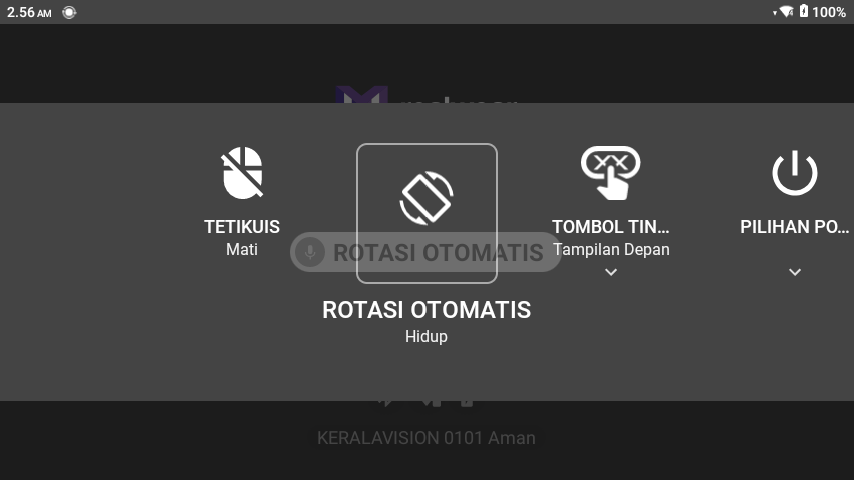 2.56 AM
100%
TETIKUIS
Mati
ROTASI OTOMATIS
ROTASI OTOMATIS
Hidup
TOMBOL TIN...
Tampilan Depan
PILIHAN PO...
KERALAVISION 0101 Aman